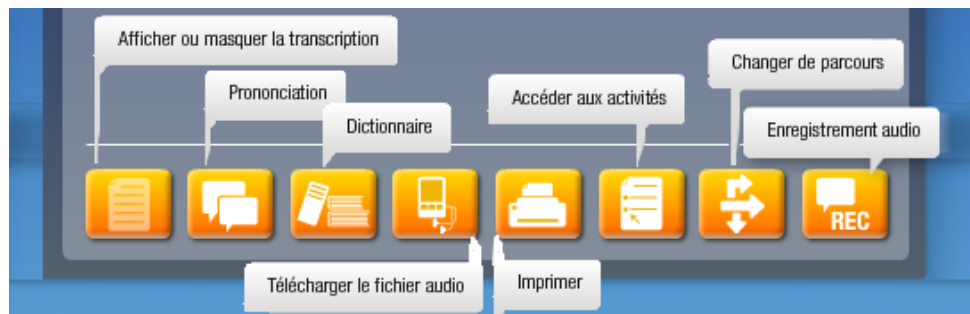 Afficher ou masquer la transcription
Prononciation
Dictionnaire
Accéder aux activités
Changer de parcours
Enregistrement audio
REC
Télécharger le fichier audio
Imprimer